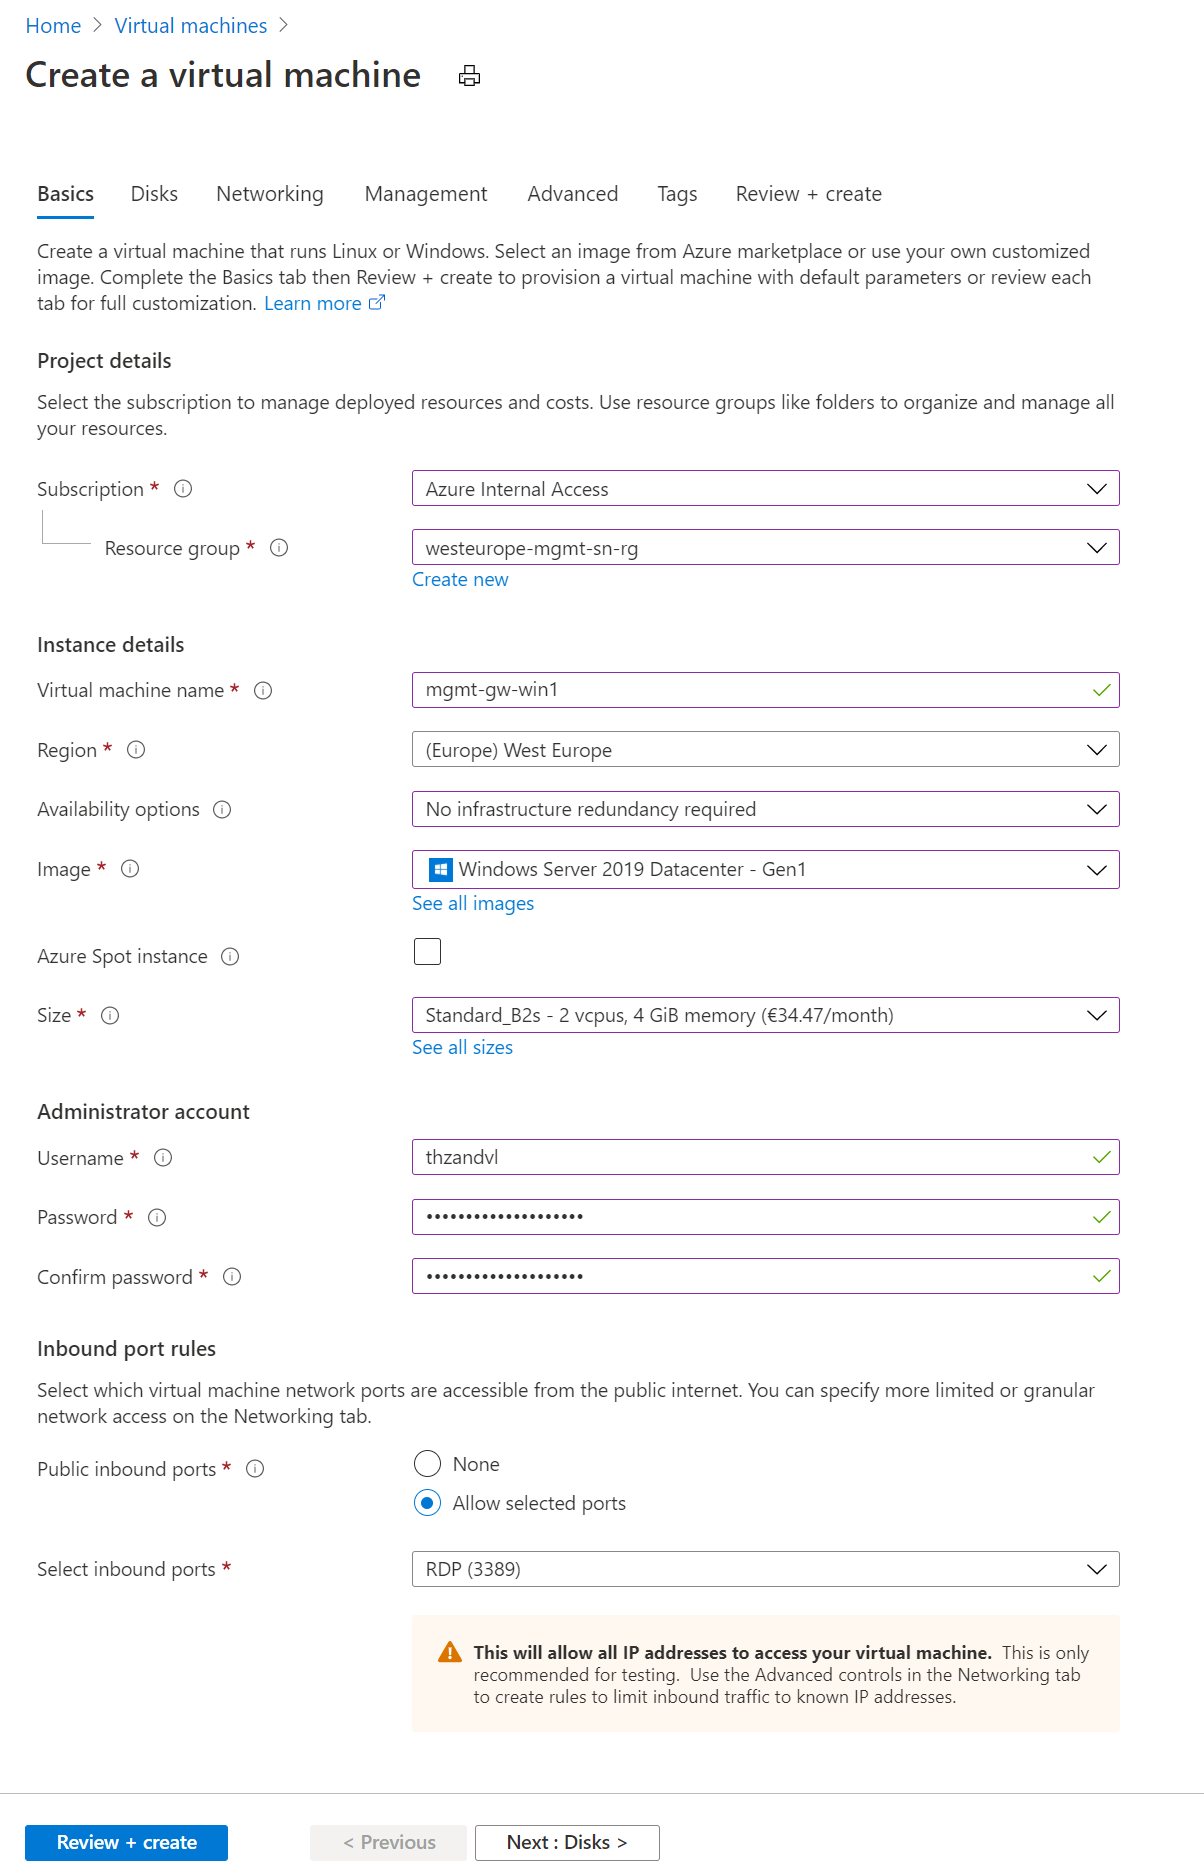 Home > Virtual machines >
Create a virtual machine
Basics Disks Networking Management Advanced Tags Review + create
Create a virtual machine that runs Linux or Windows. Select an image from Azure marketplace or use your own customized
image. Complete the Basics tab then Review + create to provision a virtual machine with default parameters or review each
tab for full customization. Learn more
Project details
Select the subscription to manage deployed resources and costs. Use resource groups like folders to organize and manage all
your resources.
Subscription * Azure Internal Access
Resource group * westeurope-mgmt-sn-rg
Create new
Instance details
Virtual machine name * mgmt-gw-win1
Region * (Europe) West Europe
Availability options No infrastructure redundancy required
Image * Windows Server 2019 Datacenter - Gen1
See all images
Azure Spot instance
Size * Standard_B2s - 2 vcpus, 4 GiB memory (€34.47/month)
See all sizes
Administrator account
Username * thzandvl
Password * ••••••••••••••••••••
Confirm password * ••••••••••••••••••••
Inbound port rules
Select which virtual machine network ports are accessible from the public internet. You can specify more limited or granular
network access on the Networking tab.
Public inbound ports * None
Allow selected ports
Select inbound ports * RDP (3389)
This will allow all IP addresses to access your virtual machine. This is only
recommended for testing. Use the Advanced controls in the Networking tab
to create rules to limit inbound traffic to known IP addresses.
Review + create < Previous Next : Disks >